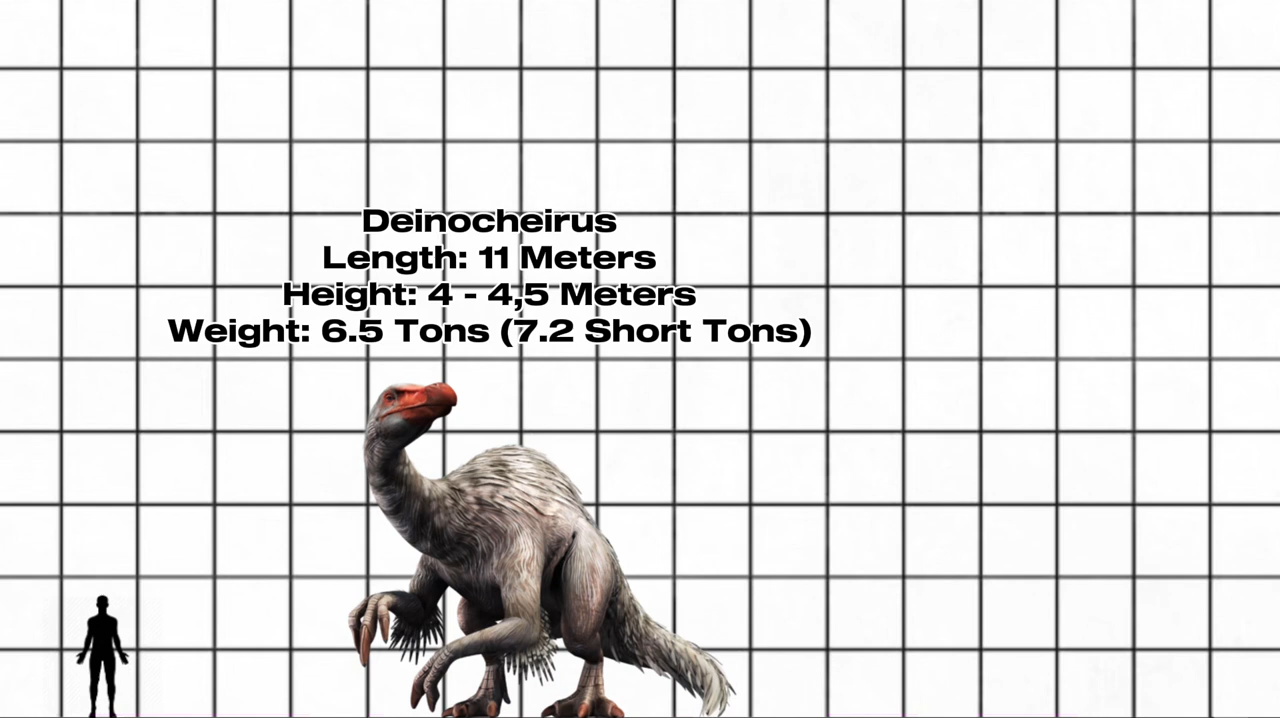 Deinocheirus
Length: 11 Meters
Height: 4 - 4,5 Meters
Weight: 6.5 Tons (7.2 Short Tons)